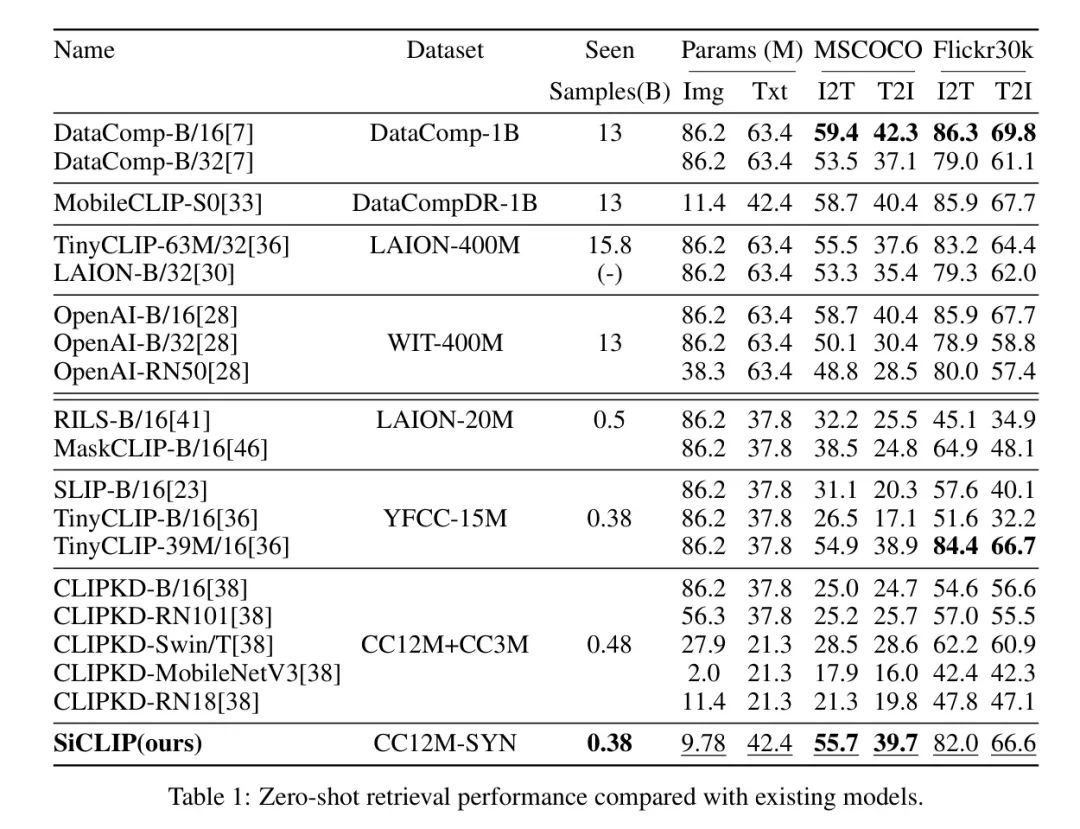 Name Dataset Seen Params (M) MSCOCO Flickr30k
Samples(B) Img Txt I2T T2I I2T T2I
DataComp-B/16[7] DataComp-1B 13 86.2 63.4 59.4 42.3 86.3 69.8
DataComp-B/32[7] 86.2 63.4 53.5 37.1 79.0 61.1
MobileCLIP-S0[33] DataCompDR-1B 13 11.4 42.4 58.7 40.4 85.9 67.7
TinyCLIP-63M/32[36] LAION-400M 15.8 86.2 63.4 55.5 37.6 83.2 64.4
LAION-B/32[30] (-) 86.2 63.4 53.3 35.4 79.3 62.0
OpenAI-B/16[28] 86.2 63.4 58.7 40.4 85.9 67.7
OpenAI-B/32[28] WIT-400M 13 86.2 63.4 50.1 30.4 78.9 58.8
OpenAI-RN50[28] 38.3 63.4 48.8 28.5 80.0 57.4
RILS-B/16[41] LAION-20M 0.5 86.2 37.8 32.2 25.5 45.1 34.9
MaskCLIP-B/16[46] 86.2 37.8 38.5 24.8 64.9 48.1
SLIP-B/16[23] 86.2 37.8 31.1 20.3 57.6 40.1
TinyCLIP-B/16[36] YFCC-15M 0.38 86.2 37.8 26.5 17.1 51.6 32.2
TinyCLIP-39M/16[36] 86.2 37.8 54.9 38.9 84.4 66.7
CLIPKD-B/16[38] 86.2 37.8 25.0 24.7 54.6 56.6
CLIPKD-RN101[38] 56.3 37.8 25.2 25.7 57.0 55.5
CLIPKD-Swin/T[38] CC12M+CC3M 0.48 27.9 21.3 28.5 28.6 62.2 60.9
CLIPKD-MobileNetV3[38] 2.0 21.3 17.9 16.0 42.4 42.3
CLIPKD-RN18[38] 11.4 21.3 21.3 19.8 47.8 47.1
SiCLIP(ours) CC12M-SYN 0.38 9.78 42.4 55.7 39.7 82.0 66.6
Table 1: Zero-shot retrieval performance compared with existing models.